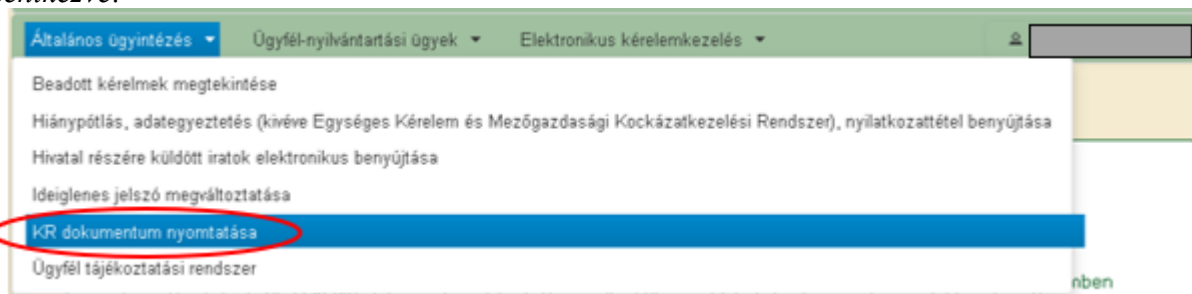 Általános ügyintézés Ügyfél-nyilvántartási ügyek Elektronikus kérelemkezelés
Beadott kérelmek megtekintése
Hiánypótlás, adategyeztetés (kivéve Egységes Kérelem és Mezőgazdasági Kockázatkezelési Rendszer), nyilatkozattétel benyújtása
Hivatal részére küldött iratok elektronikus benyújtása
Ideiglenes jelszó megváltoztatása
KR dokumentum nyomtatása
Ügyfél tájékoztatási rendszer
mben